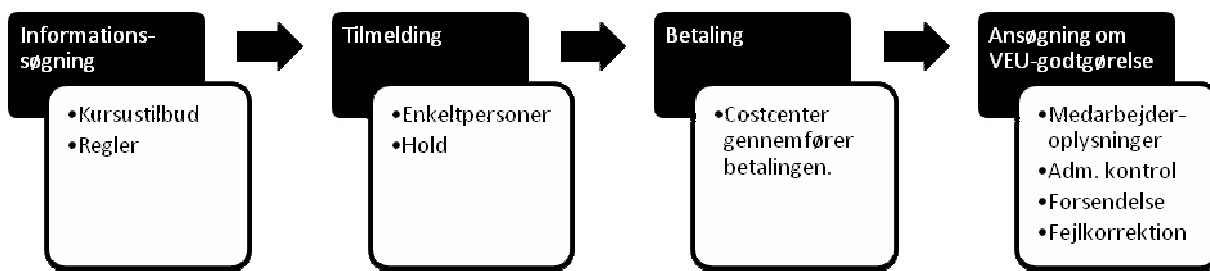 Informations-
søgning
•Kursustilbud
•Regler
Tilmelding
•Enkeltpersoner
•Hold
Betaling
•Costcenter
gennemfører
betalingen.
Ansøgning om
VEU-godtgørelse
•Medarbejder-
oplysninger
•Adm. kontrol
•Forsendelse
•Fejlkorrektion